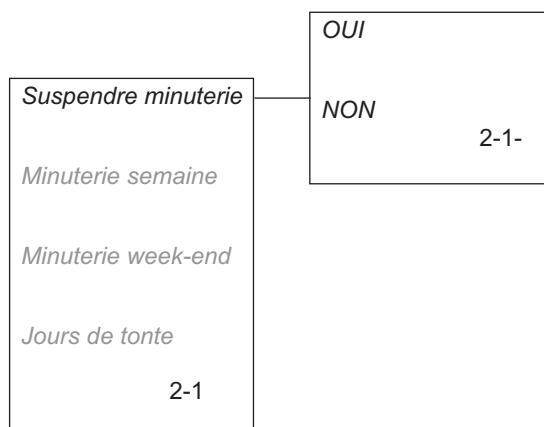 Suspendre minuterie
Minuterie semaine
Minuterie week-end
Jours de tonte
2-1
OUI
NON
2-1-